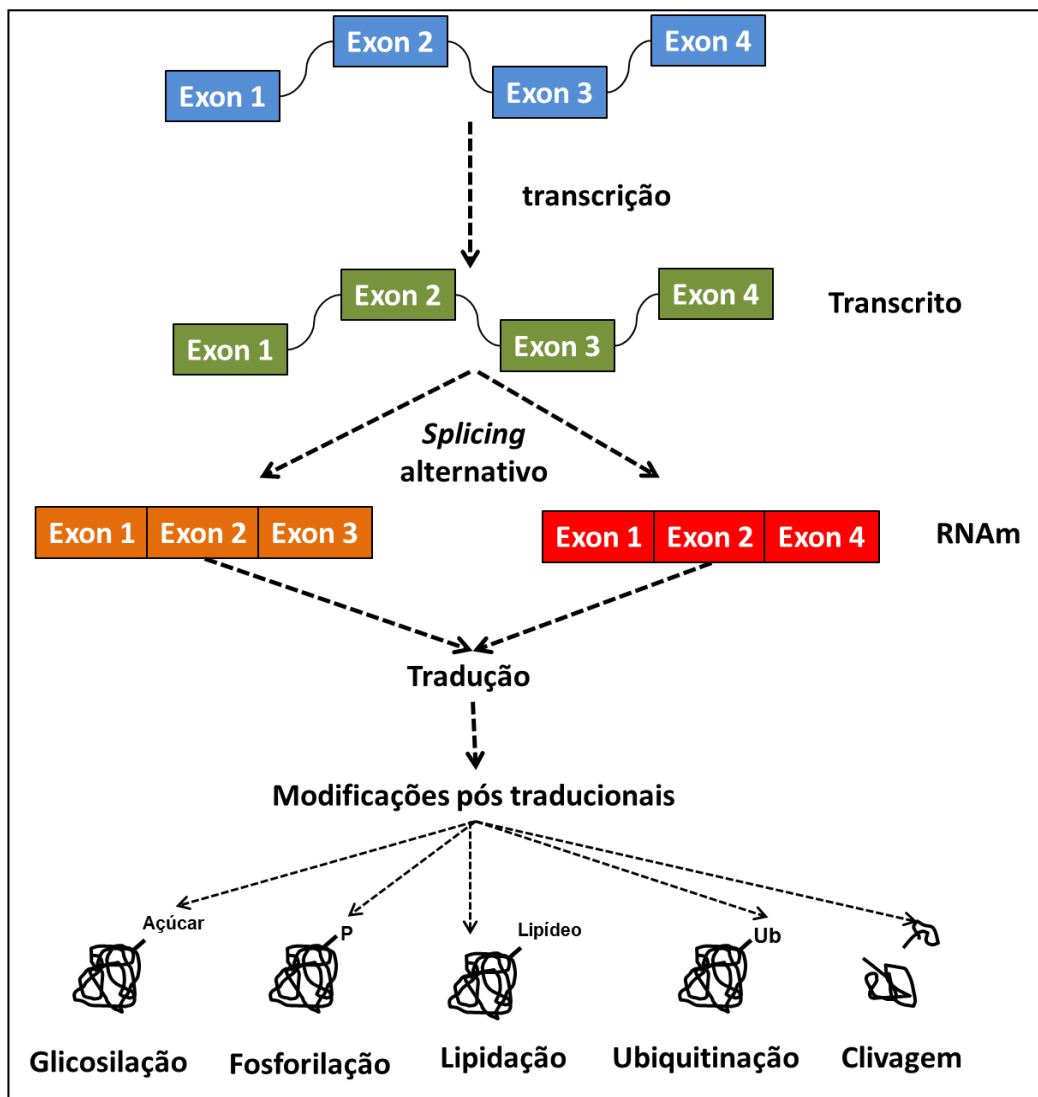 Exon 1
Exon 2
Exon 3
Exon 4
transcrição
Exon 1
Exon 2
Exon 3
Exon 4
Transcrito
Splicing
alternativo
Exon 1 Exon 2 Exon 3
Exon 1 Exon 2 Exon 4
RNAm
Tradução
Modificações pós traducionais
Açúcar
P
Lipídeo
Ub
Glicosilação
Fosforilação
Lipidação
Ubiquitinação
Clivagem